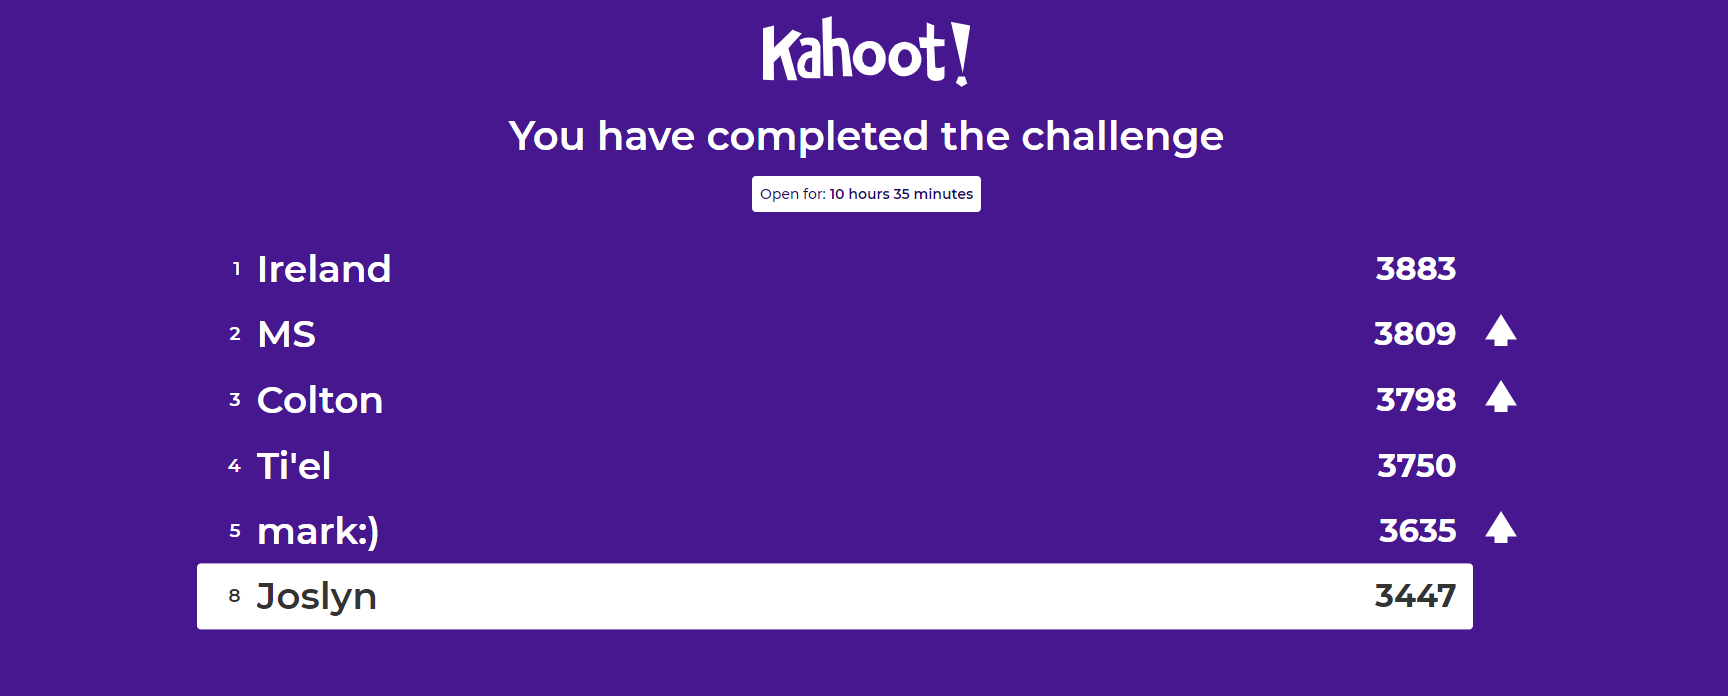 Kahoot!
You have completed the challenge
Open for: 10 hours 35 minutes
1 Ireland 3883
2 MS 3809
3 Colton 3798
4 Ti'el 3750
5 mark:) 3635
8 Joslyn 3447